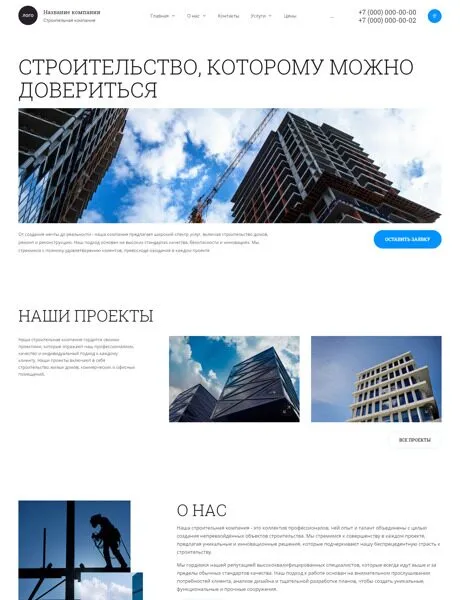 лого
Название компании
Строительная компания
Главная
О нас
Контакты
Услуги
Цены
...
+7 (000) 000-00-00
+7 (000) 000-00-02
СТРОИТЕЛЬСТВО, КОТОРОМУ МОЖНО
ДОВЕРИТЬСЯ
От создания мечты до реальности - наша компания предлагает широкий спектр услуг, включая строительство домов,
ремонт и реконструкцию. Наш подход основан на высоких стандартах качества, безопасности и инновациях. Мы
стремимся к полному удовлетворению клиентов, превосходя ожидания в каждом проекте.
ОСТАВИТЬ ЗАЯВКУ
НАШИ ПРОЕКТЫ
Наша строительная компания гордится своими
проектами, которые отражают наш профессионализм,
качество и индивидуальный подход к каждому
клиенту. Наши проекты включают в себя
строительство жилых домов, коммерческих и офисных
помещений.
ВСЕ ПРОЕКТЫ
О НАС
Наша строительная компания - это коллектив профессионалов, чей опыт и талант объединены с целью
создания непревзойдённых объектов строительства. Мы стремимся к совершенству в каждом проекте,
предлагая уникальные и инновационные решения, которые подчеркивают нашу беспрецедентную страсть к
строительству.
Мы гордимся нашей репутацией высококвалифицированных специалистов, которые всегда идут выше и за
пределы обычных стандартов качества. Наш подход к работе основан на внимательном прослушивании
потребностей клиента, анализе дизайна и тщательной разработке планов, чтобы создать уникальные,
функциональные и прочные сооружения.